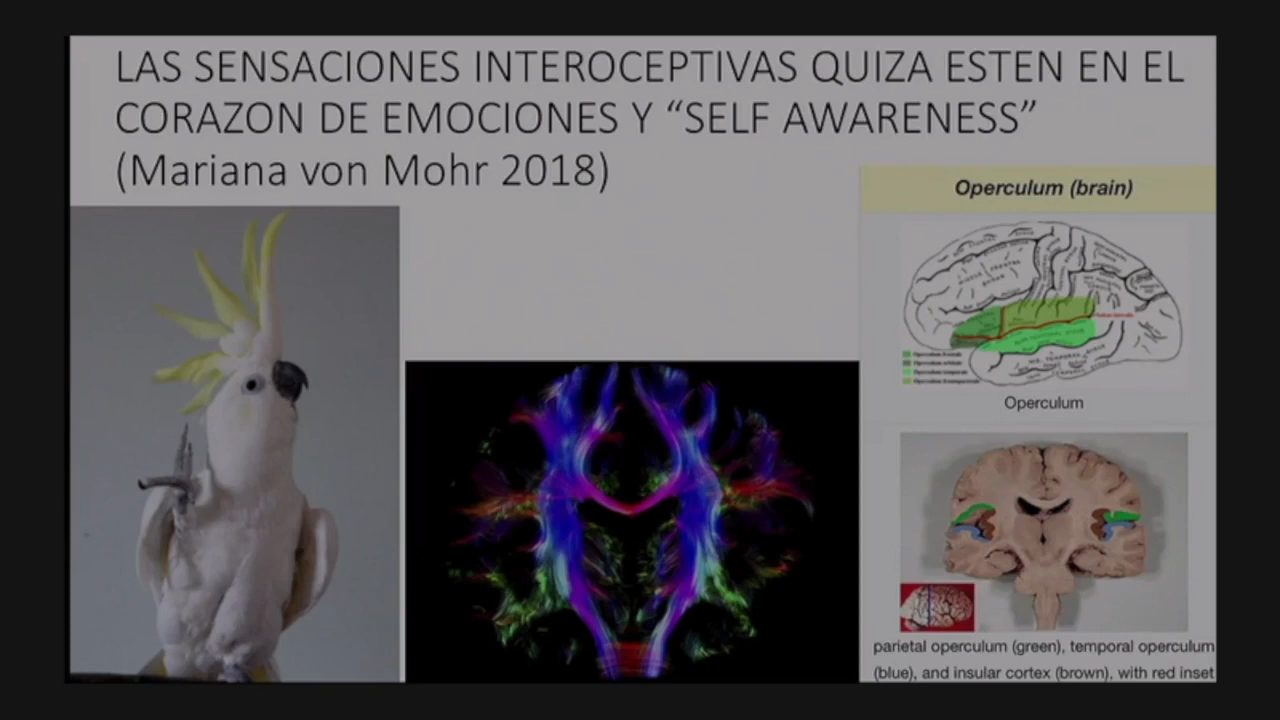 LAS SENSACIONES INTEROCEPTIVAS QUIZA ESTEN EN EL
CORAZON DE EMOCIONES Y “SELF AWARENESS”
(Mariana von Mohr 2018)
Operculum (brain)
Operculum
parietal operculum (green), temporal operculum
(blue), and insular cortex (brown), with red inset